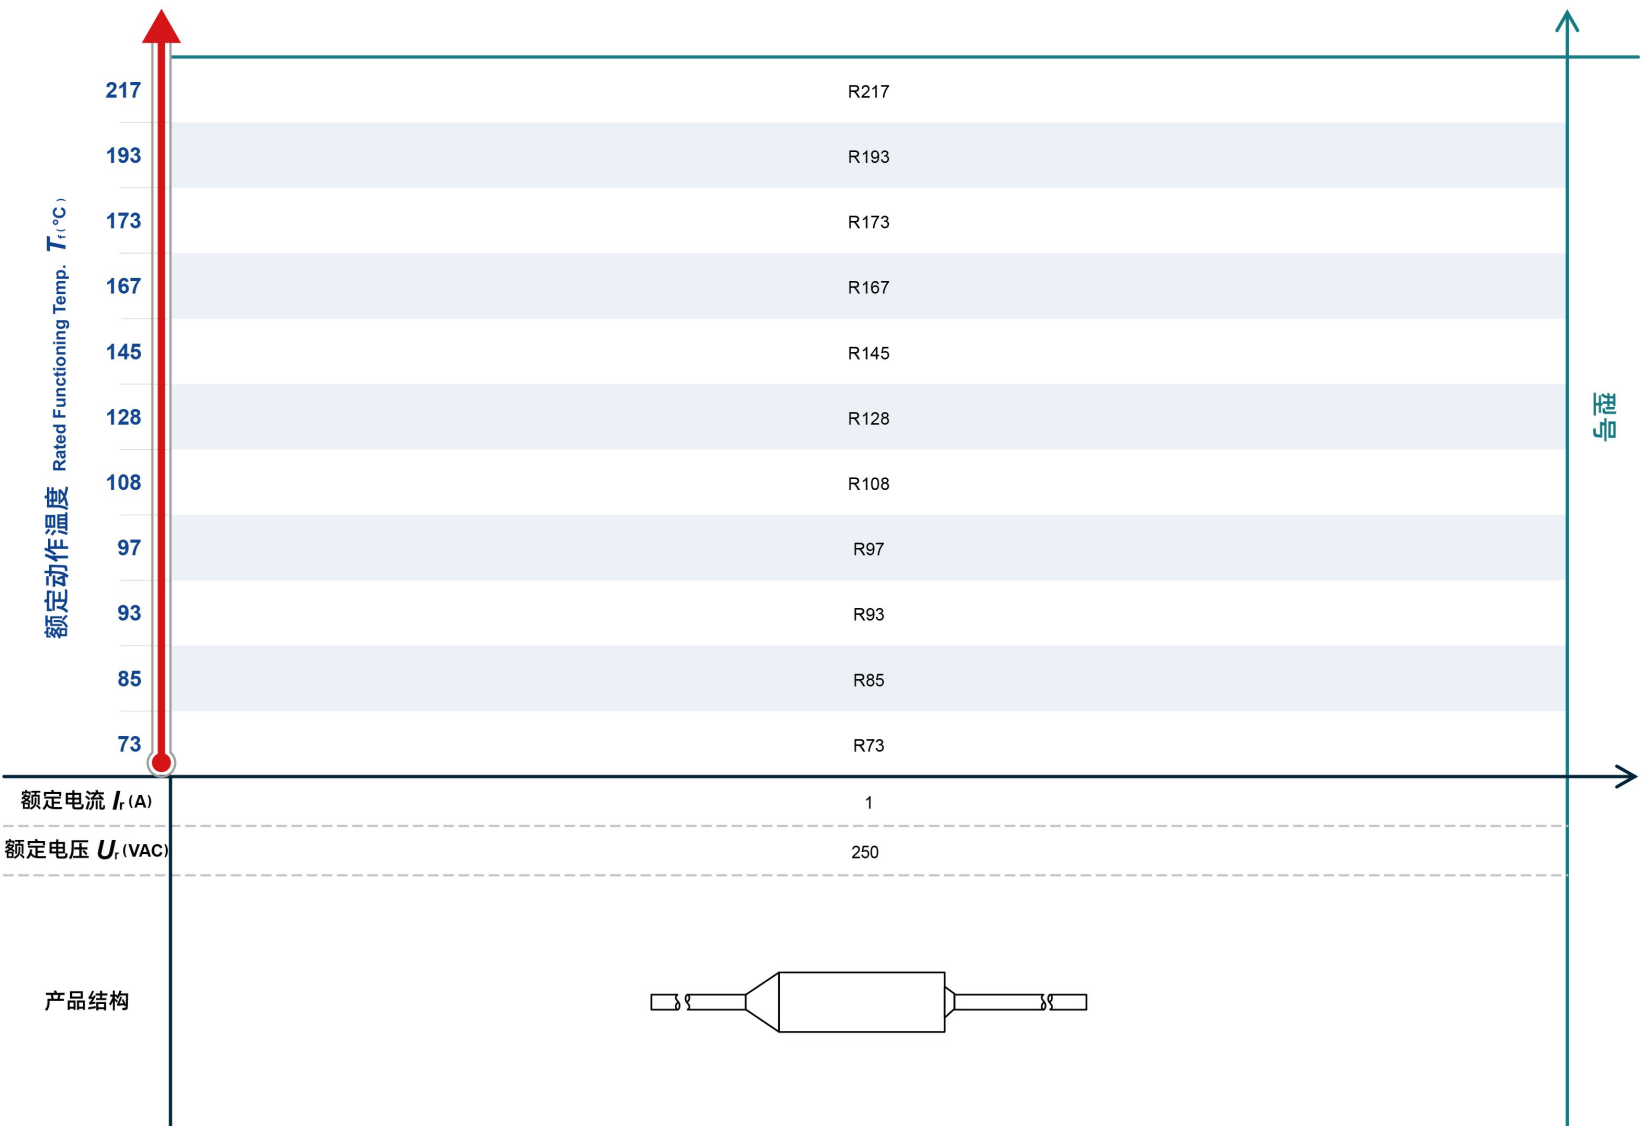 217 R217
193 R193
173 R173
167 R167
145 R145
128 R128
108 R108
97 R97
93 R93
85 R85
73 R73
额定动作温度 Rated Functioning Temp. Tf(°C)
型号
额定电流 Ir(A) 1
额定电压 Ur(VAC) 250
产品结构